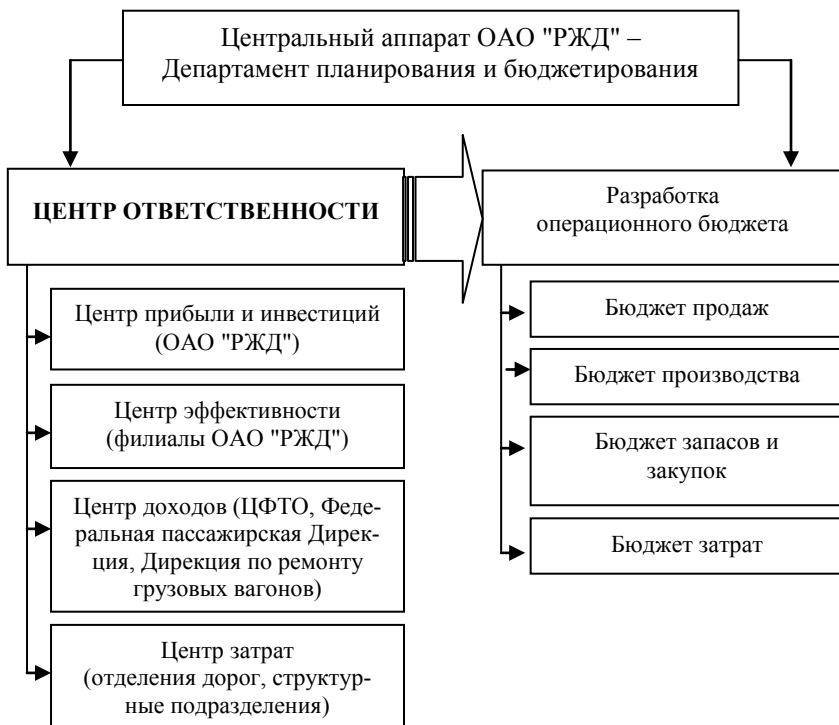 Центральный аппарат ОАО "РЖД" –
Департамент планирования и бюджетирования
ЦЕНТР ОТВЕТСТВЕННОСТИ
Центр прибыли и инвестиций
(ОАО "РЖД")
Центр эффективности
(филиалы ОАО "РЖД")
Центр доходов (ЦФТО, Феде-
ральная пассажирская Дирек-
ция, Дирекция по ремонту
грузовых вагонов)
Центр затрат
(отделения дорог, структур-
ные подразделения)
Разработка
операционного бюджета
Бюджет продаж
Бюджет производства
Бюджет запасов и
закупок
Бюджет затрат